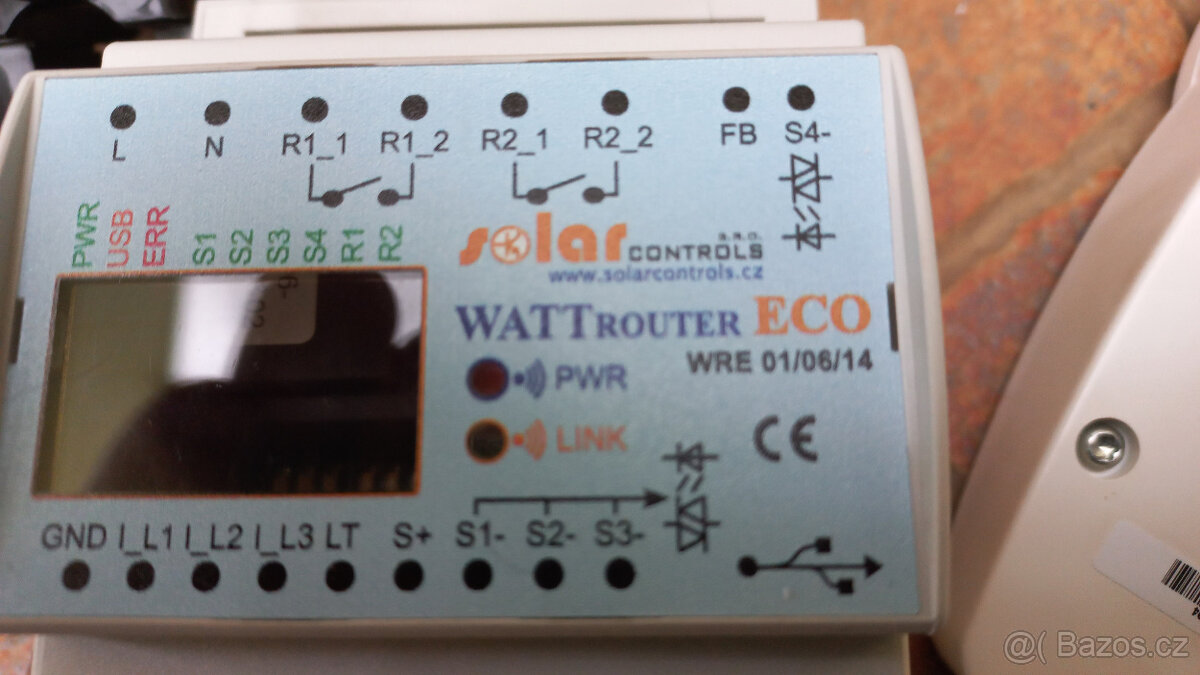 L N R1_1 R1_2 R2_1 R2_2 FB S4-
PWR
USB
ERR
S1
S2
S3
S4
R1
R2
solar
CONTROLS s.r.o.
www.solarcontrols.cz
WATTROUTER ECO
WRE 01/06/14
PWR
LINK
CE
GND I_L1 I_L2 I_L3 LT S+ S1- S2- S3-
@( Bazos.cz